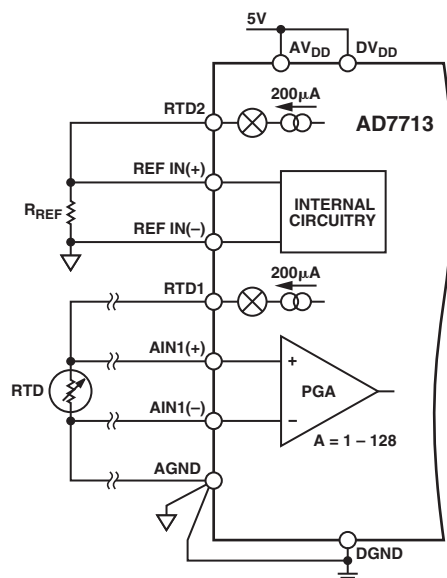 5V
AVDD DVDD
RTD2
200µA
AD7713
REF IN(+)
RREF
INTERNAL
CIRCUITRY
REF IN(–)
200µA
RTD1
AIN1(+)
+
RTD
PGA
AIN1(–)
–
A = 1 – 128
AGND
DGND